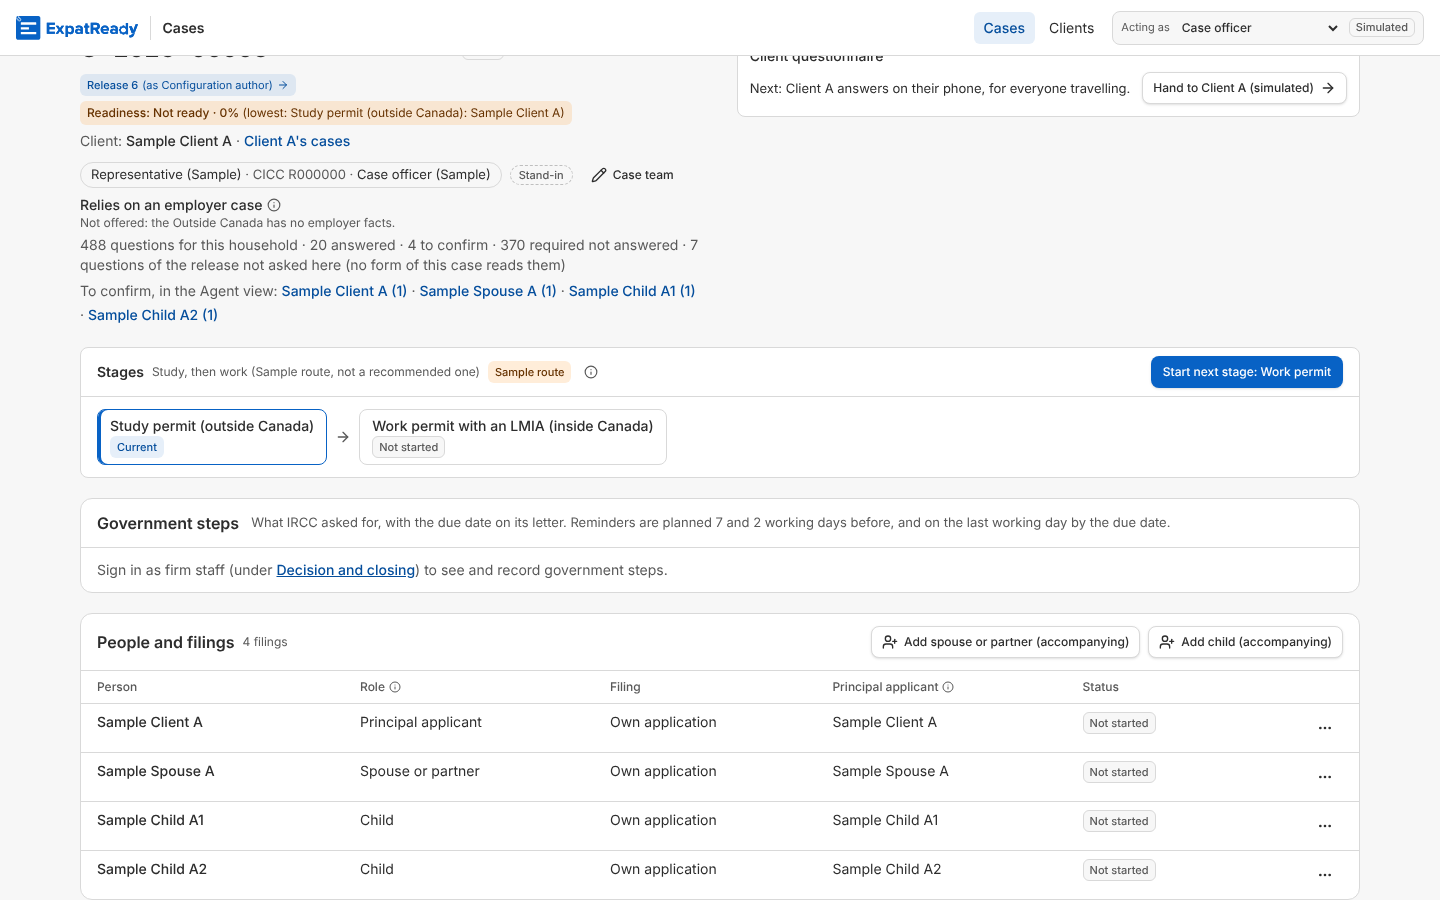 ExpatReady
Cases
Cases
Clients
Acting as
Case officer
Simulated
Client questionnaire
Release 6 (as Configuration author) →
Next: Client A answers on their phone, for everyone travelling.
Hand to Client A (simulated) →
Readiness: Not ready · 0% (lowest: Study permit (outside Canada): Sample Client A)
Client: Sample Client A · Client A's cases
Representative (Sample) · CICC R000000 · Case officer (Sample)
Stand-in
Case team
Relies on an employer case
Not offered: the Outside Canada has no employer facts.
488 questions for this household · 20 answered · 4 to confirm · 370 required not answered · 7
questions of the release not asked here (no form of this case reads them)
To confirm, in the Agent view: Sample Client A (1) · Sample Spouse A (1) · Sample Child A1 (1)
· Sample Child A2 (1)
Stages
Study, then work (Sample route, not a recommended one)
Sample route
Start next stage: Work permit
Study permit (outside Canada)
Current
→
Work permit with an LMIA (inside Canada)
Not started
Government steps
What IRCC asked for, with the due date on its letter. Reminders are planned 7 and 2 working days before, and on the last working day by the due date.
Sign in as firm staff (under Decision and closing) to see and record government steps.
People and filings
4 filings
Add spouse or partner (accompanying)
Add child (accompanying)
Person
Role
Filing
Principal applicant
Status
Sample Client A
Principal applicant
Own application
Sample Client A
Not started
...
Sample Spouse A
Spouse or partner
Own application
Sample Spouse A
Not started
...
Sample Child A1
Child
Own application
Sample Child A1
Not started
...
Sample Child A2
Child
Own application
Sample Child A2
Not started
...